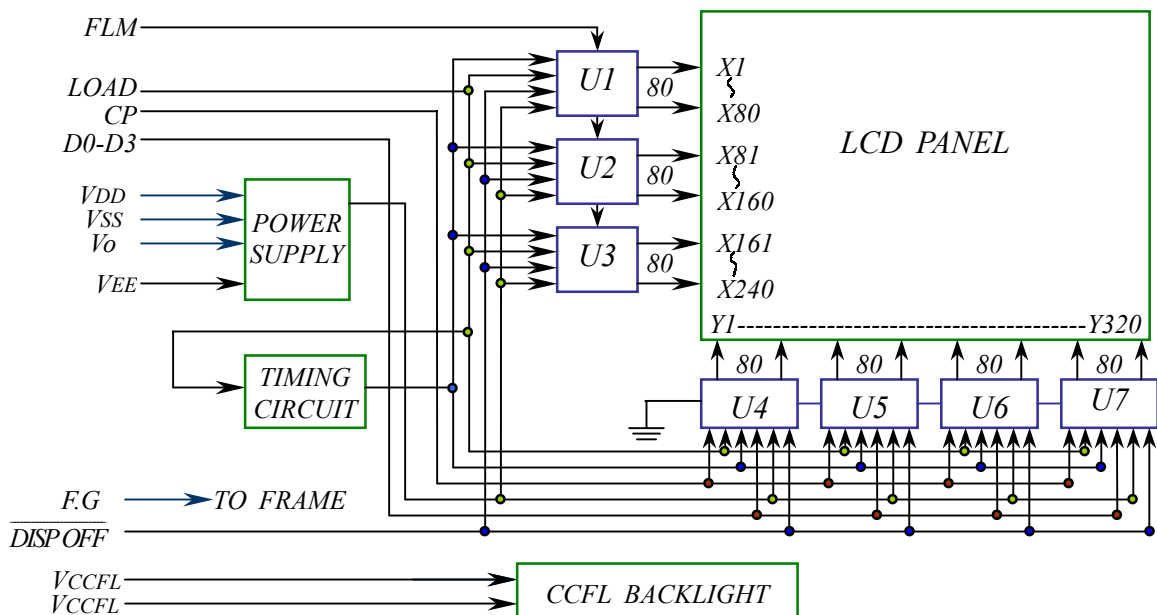 FLM
LOAD
CP
D0-D3
VDD
VSS
Vo
VEE
POWER
SUPPLY
TIMING
CIRCUIT
F.G
TO FRAME
DISP OFF
VCCFL
VCCFL
CCFL BACKLIGHT
U1
80
U2
80
U3
80
X1
X80
X81
X160
X161
X240
LCD PANEL
Y1
Y320
80
80
80
80
U4
U5
U6
U7